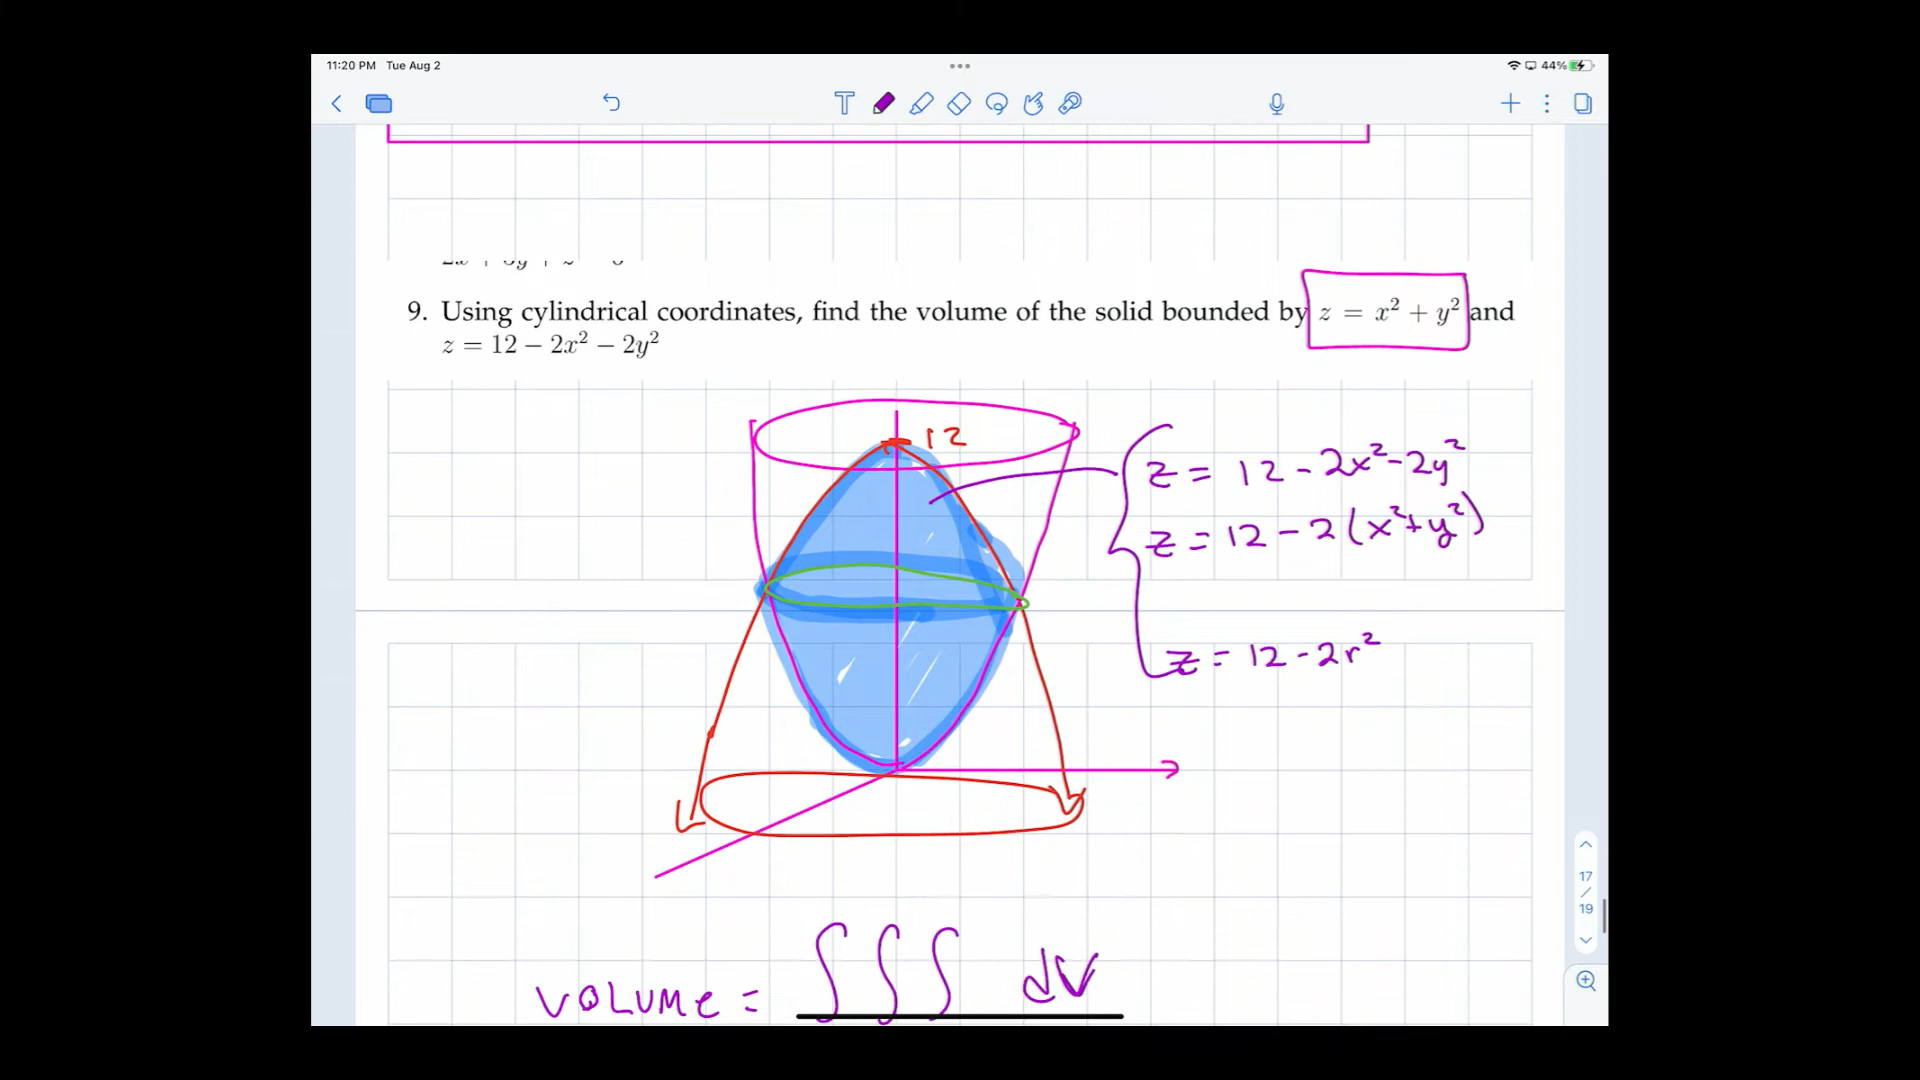 11:20 PM Tue Aug 2
44%
9. Using cylindrical coordinates, find the volume of the solid bounded by z = x² + y² and
z = 12 − 2x² − 2y²
12
z = 12 - 2x² - 2y²
z = 12 - 2(x² + y²)
z = 12 - 2r²
17
/
19
VOLUMe = ∫∫∫ dV